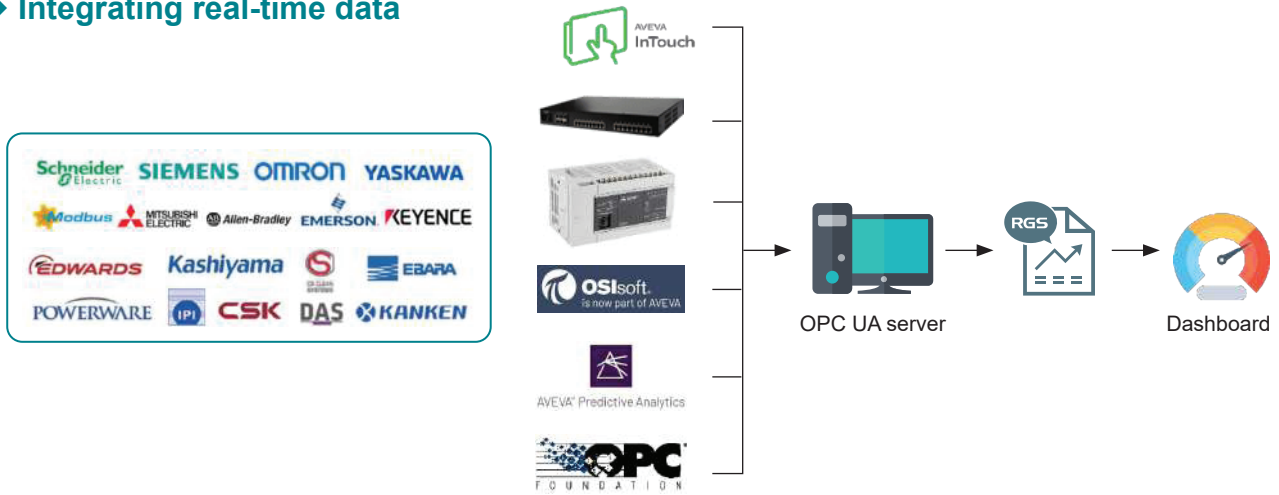 Integrating real-time data
AVEVA
InTouch
Schneider Electric SIEMENS OMRON YASKAWA
Modbus MITSUBISHI ELECTRIC AB Allen-Bradley EMERSON KEYENCE
EDWARDS Kashiyama S EBARA
POWERWARE IPI CSK DAS KANKEN
OSIsoft.
is now part of AVEVA
AVEVA™ Predictive Analytics
OPC
FOUNDATION
RGS
OPC UA server
Dashboard